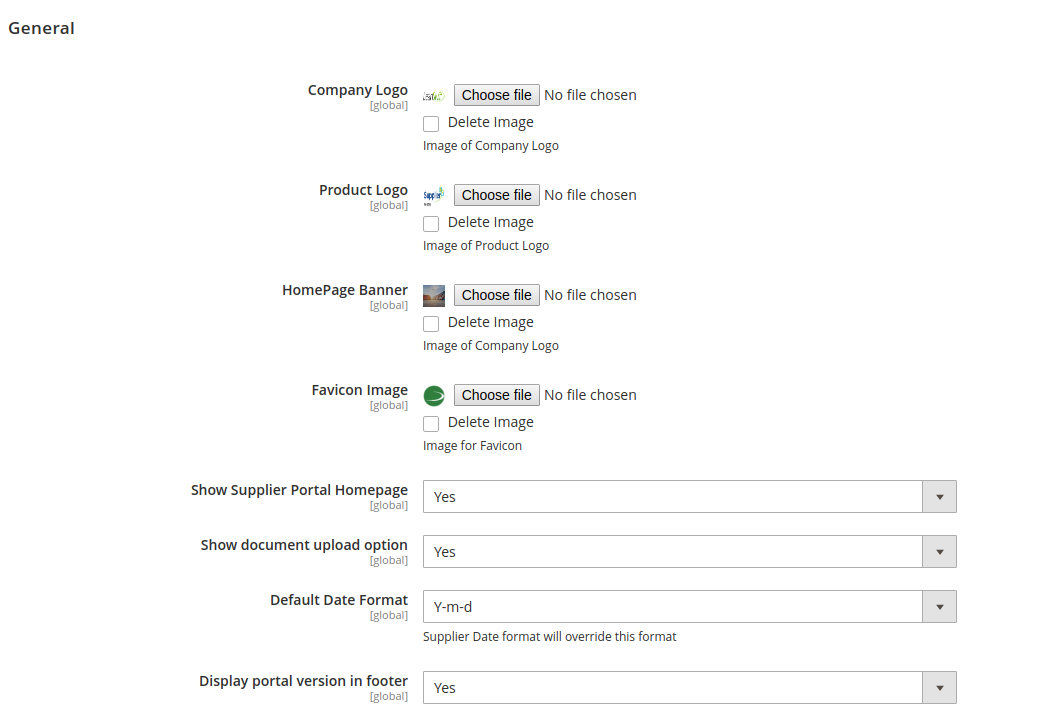 General
Company Logo
[global]
Choose file No file chosen
Delete Image
Image of Company Logo
Product Logo
[global]
Supplier
Choose file No file chosen
Delete Image
Image of Product Logo
HomePage Banner
[global]
Choose file No file chosen
Delete Image
Image of Company Logo
Favicon Image
[global]
Choose file No file chosen
Delete Image
Image for Favicon
Show Supplier Portal Homepage
[global]
Yes
Show document upload option
[global]
Yes
Default Date Format
[global]
Y-m-d
Supplier Date format will override this format
Display portal version in footer
[global]
Yes